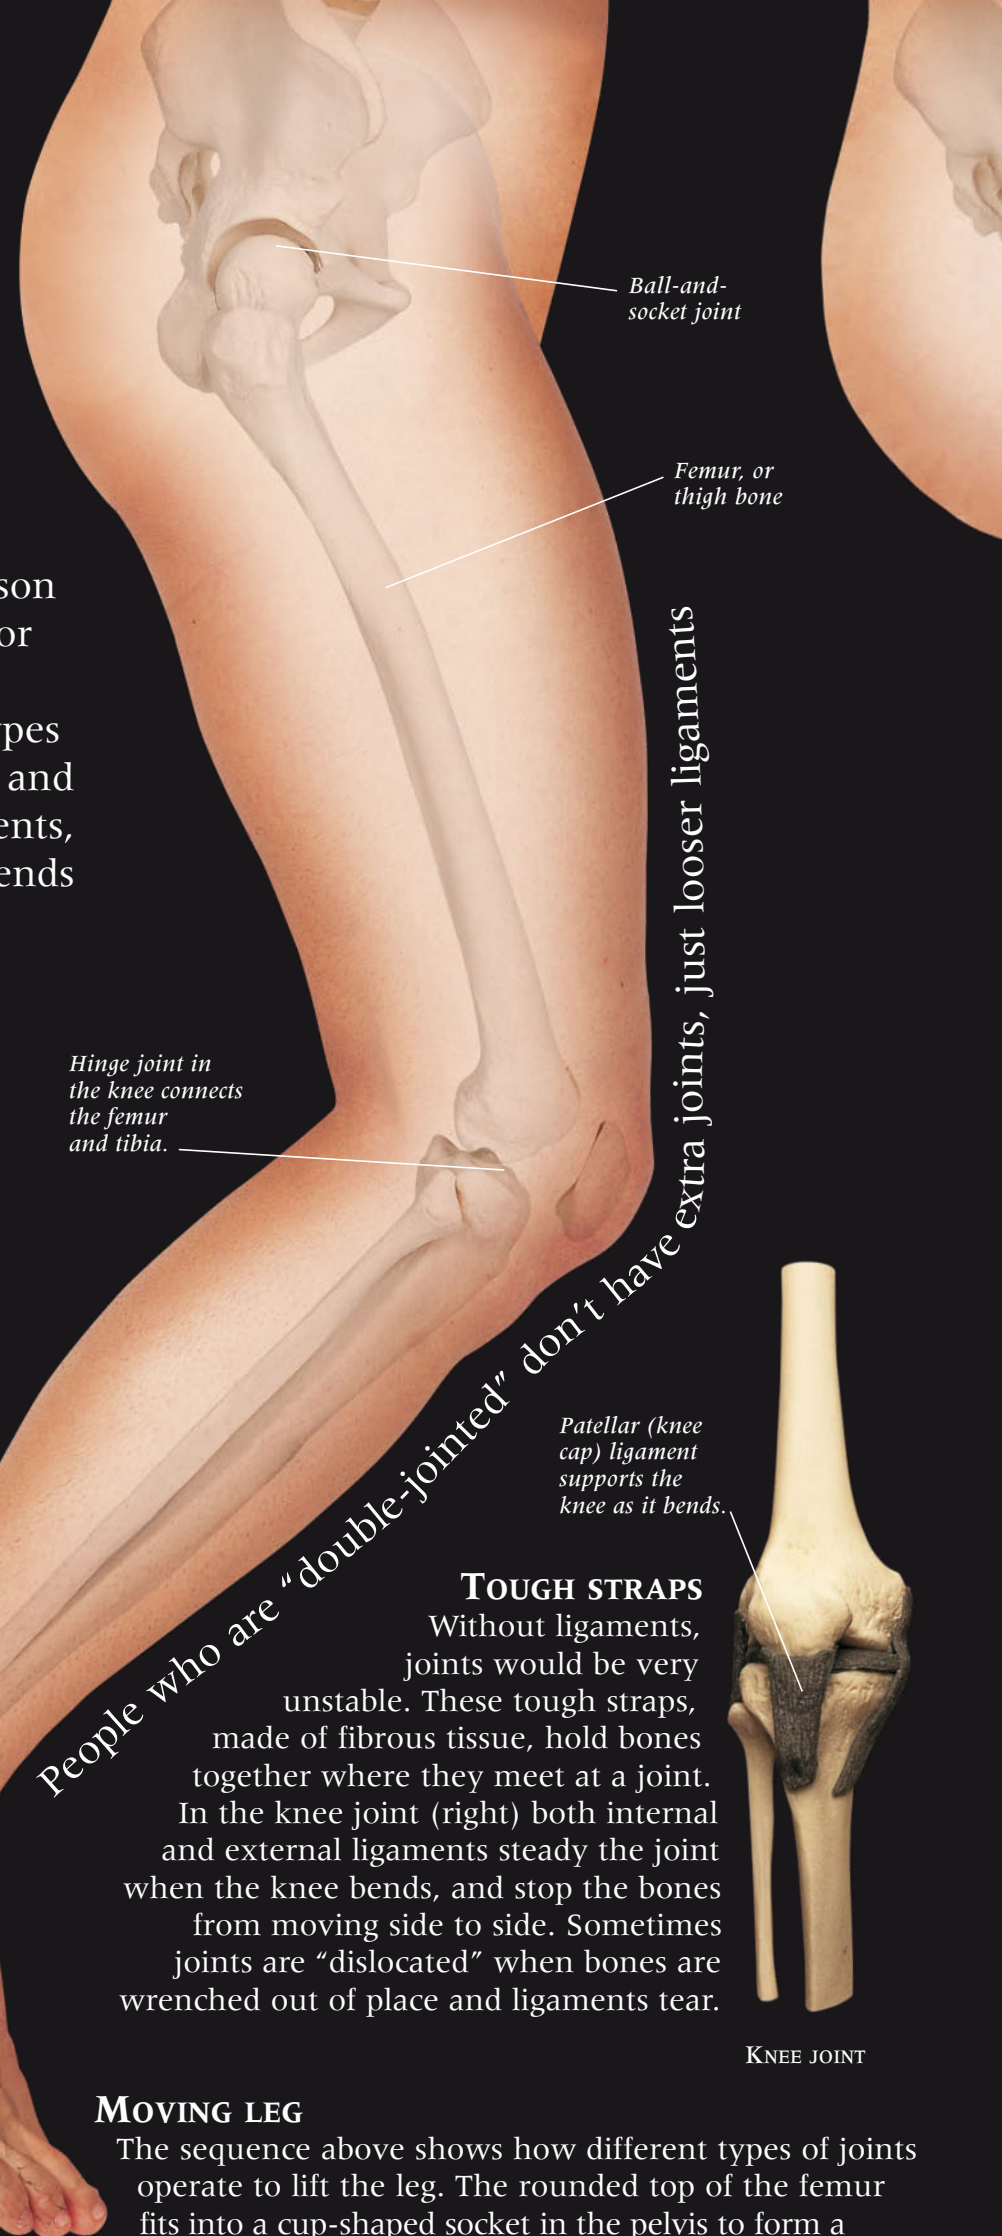 Ball-and-
socket joint
Femur, or
thigh bone
son
or
ypes
and
ents,
ends
People who are “double-jointed” don’t have extra joints, just looser ligaments
Hinge joint in
the knee connects
the femur
and tibia.
Patellar (knee
cap) ligament
supports the
knee as it bends.
TOUGH STRAPS
Without ligaments,
joints would be very
unstable. These tough straps,
made of fibrous tissue, hold bones
together where they meet at a joint.
In the knee joint (right) both internal
and external ligaments steady the joint
when the knee bends, and stop the bones
from moving side to side. Sometimes
joints are “dislocated” when bones are
wrenched out of place and ligaments tear.
KNEE JOINT
MOVING LEG
The sequence above shows how different types of joints
operate to lift the leg. The rounded top of the femur
fits into a cup-shaped socket in the pelvis to form a